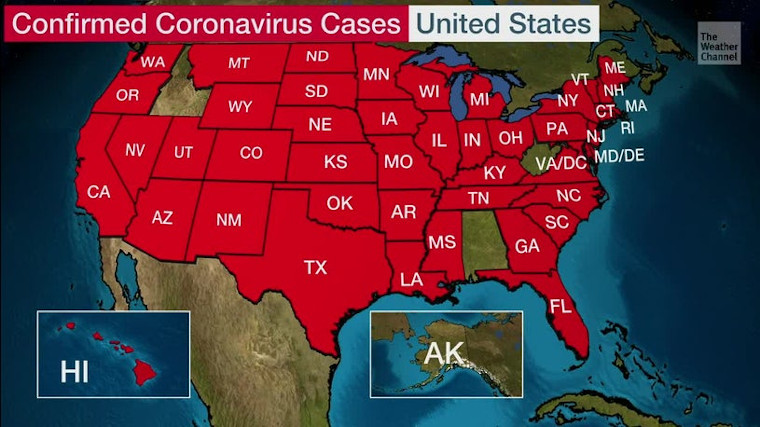 Confirmed Coronavirus Cases United States
The
Weather
Channel
WA
MT
ND
MN
ME
VT
NH
OR
SD
WI
MI
NY
MA
WY
CT
RI
IA
NE
PA
NJ
NV
UT
CO
IL
IN
OH
MD/DE
KS
MO
VA/DC
KY
CA
OK
TN
NC
AZ
NM
AR
SC
MS
GA
TX
LA
FL
HI
AK